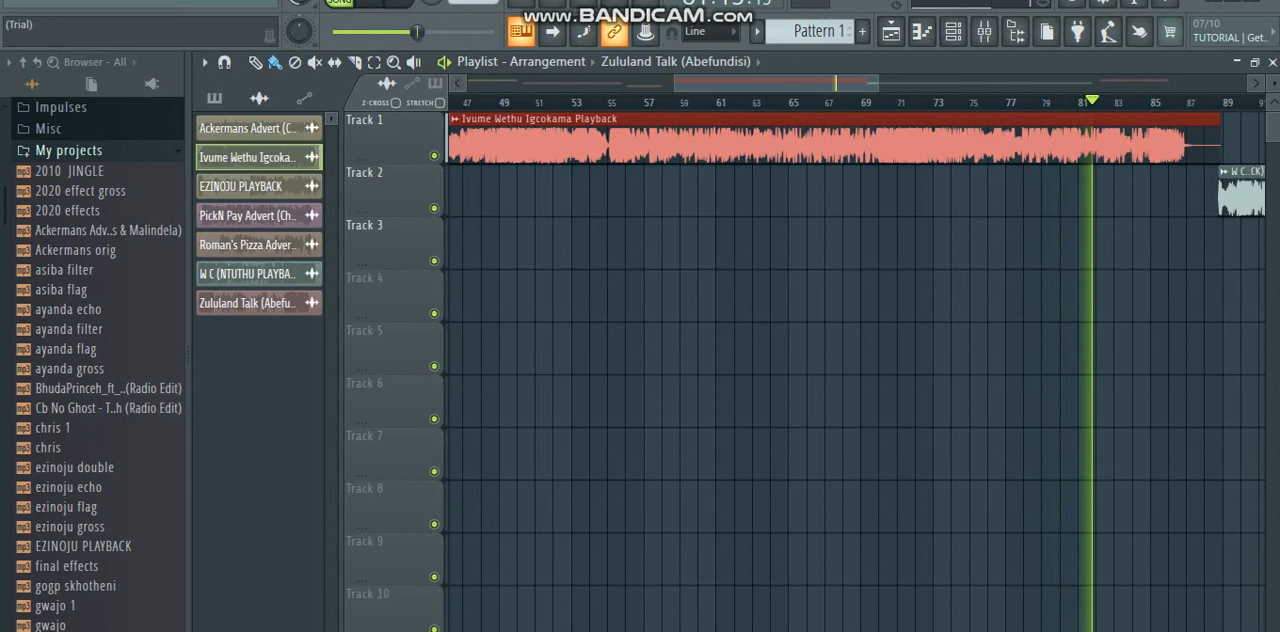 SONG
www.BANDICAM.com
(Trial)
Line
Pattern 1
07/10
TUTORIAL | Get..
Browser - All
Playlist - Arrangement
Zululand Talk (Abefundisi)
Z-CROSS
STRETCH
47 49 51 53 55 57 59 61 63 65 67 69 71 73 75 77 79 81 83 85 87 89
Impulses
Misc
My projects
2010 JINGLE
2020 effect gross
2020 effects
Ackermans Adv..s & Malindela)
Ackermans orig
asiba filter
asiba flag
ayanda echo
ayanda filter
ayanda flag
ayanda gross
BhudaPrinceh_ft_..(Radio Edit)
Cb No Ghost - T..h (Radio Edit)
chris 1
chris
ezinoju double
ezinoju echo
ezinoju flag
ezinoju gross
EZINOJU PLAYBACK
final effects
gogp skhotheni
gwajo 1
gwajo
Ackermans Advert (C..
Ivume Wethu Igcoka..
EZINOJU PLAYBACK
PickN Pay Advert (Ch..
Roman's Pizza Adver..
W C (NTUTHU PLAYBA..
Zululand Talk (Abefu..
Track 1
Ivume Wethu Igcokama Playback
Track 2
W C..CK)
Track 3
Track 4
Track 5
Track 6
Track 7
Track 8
Track 9
Track 10